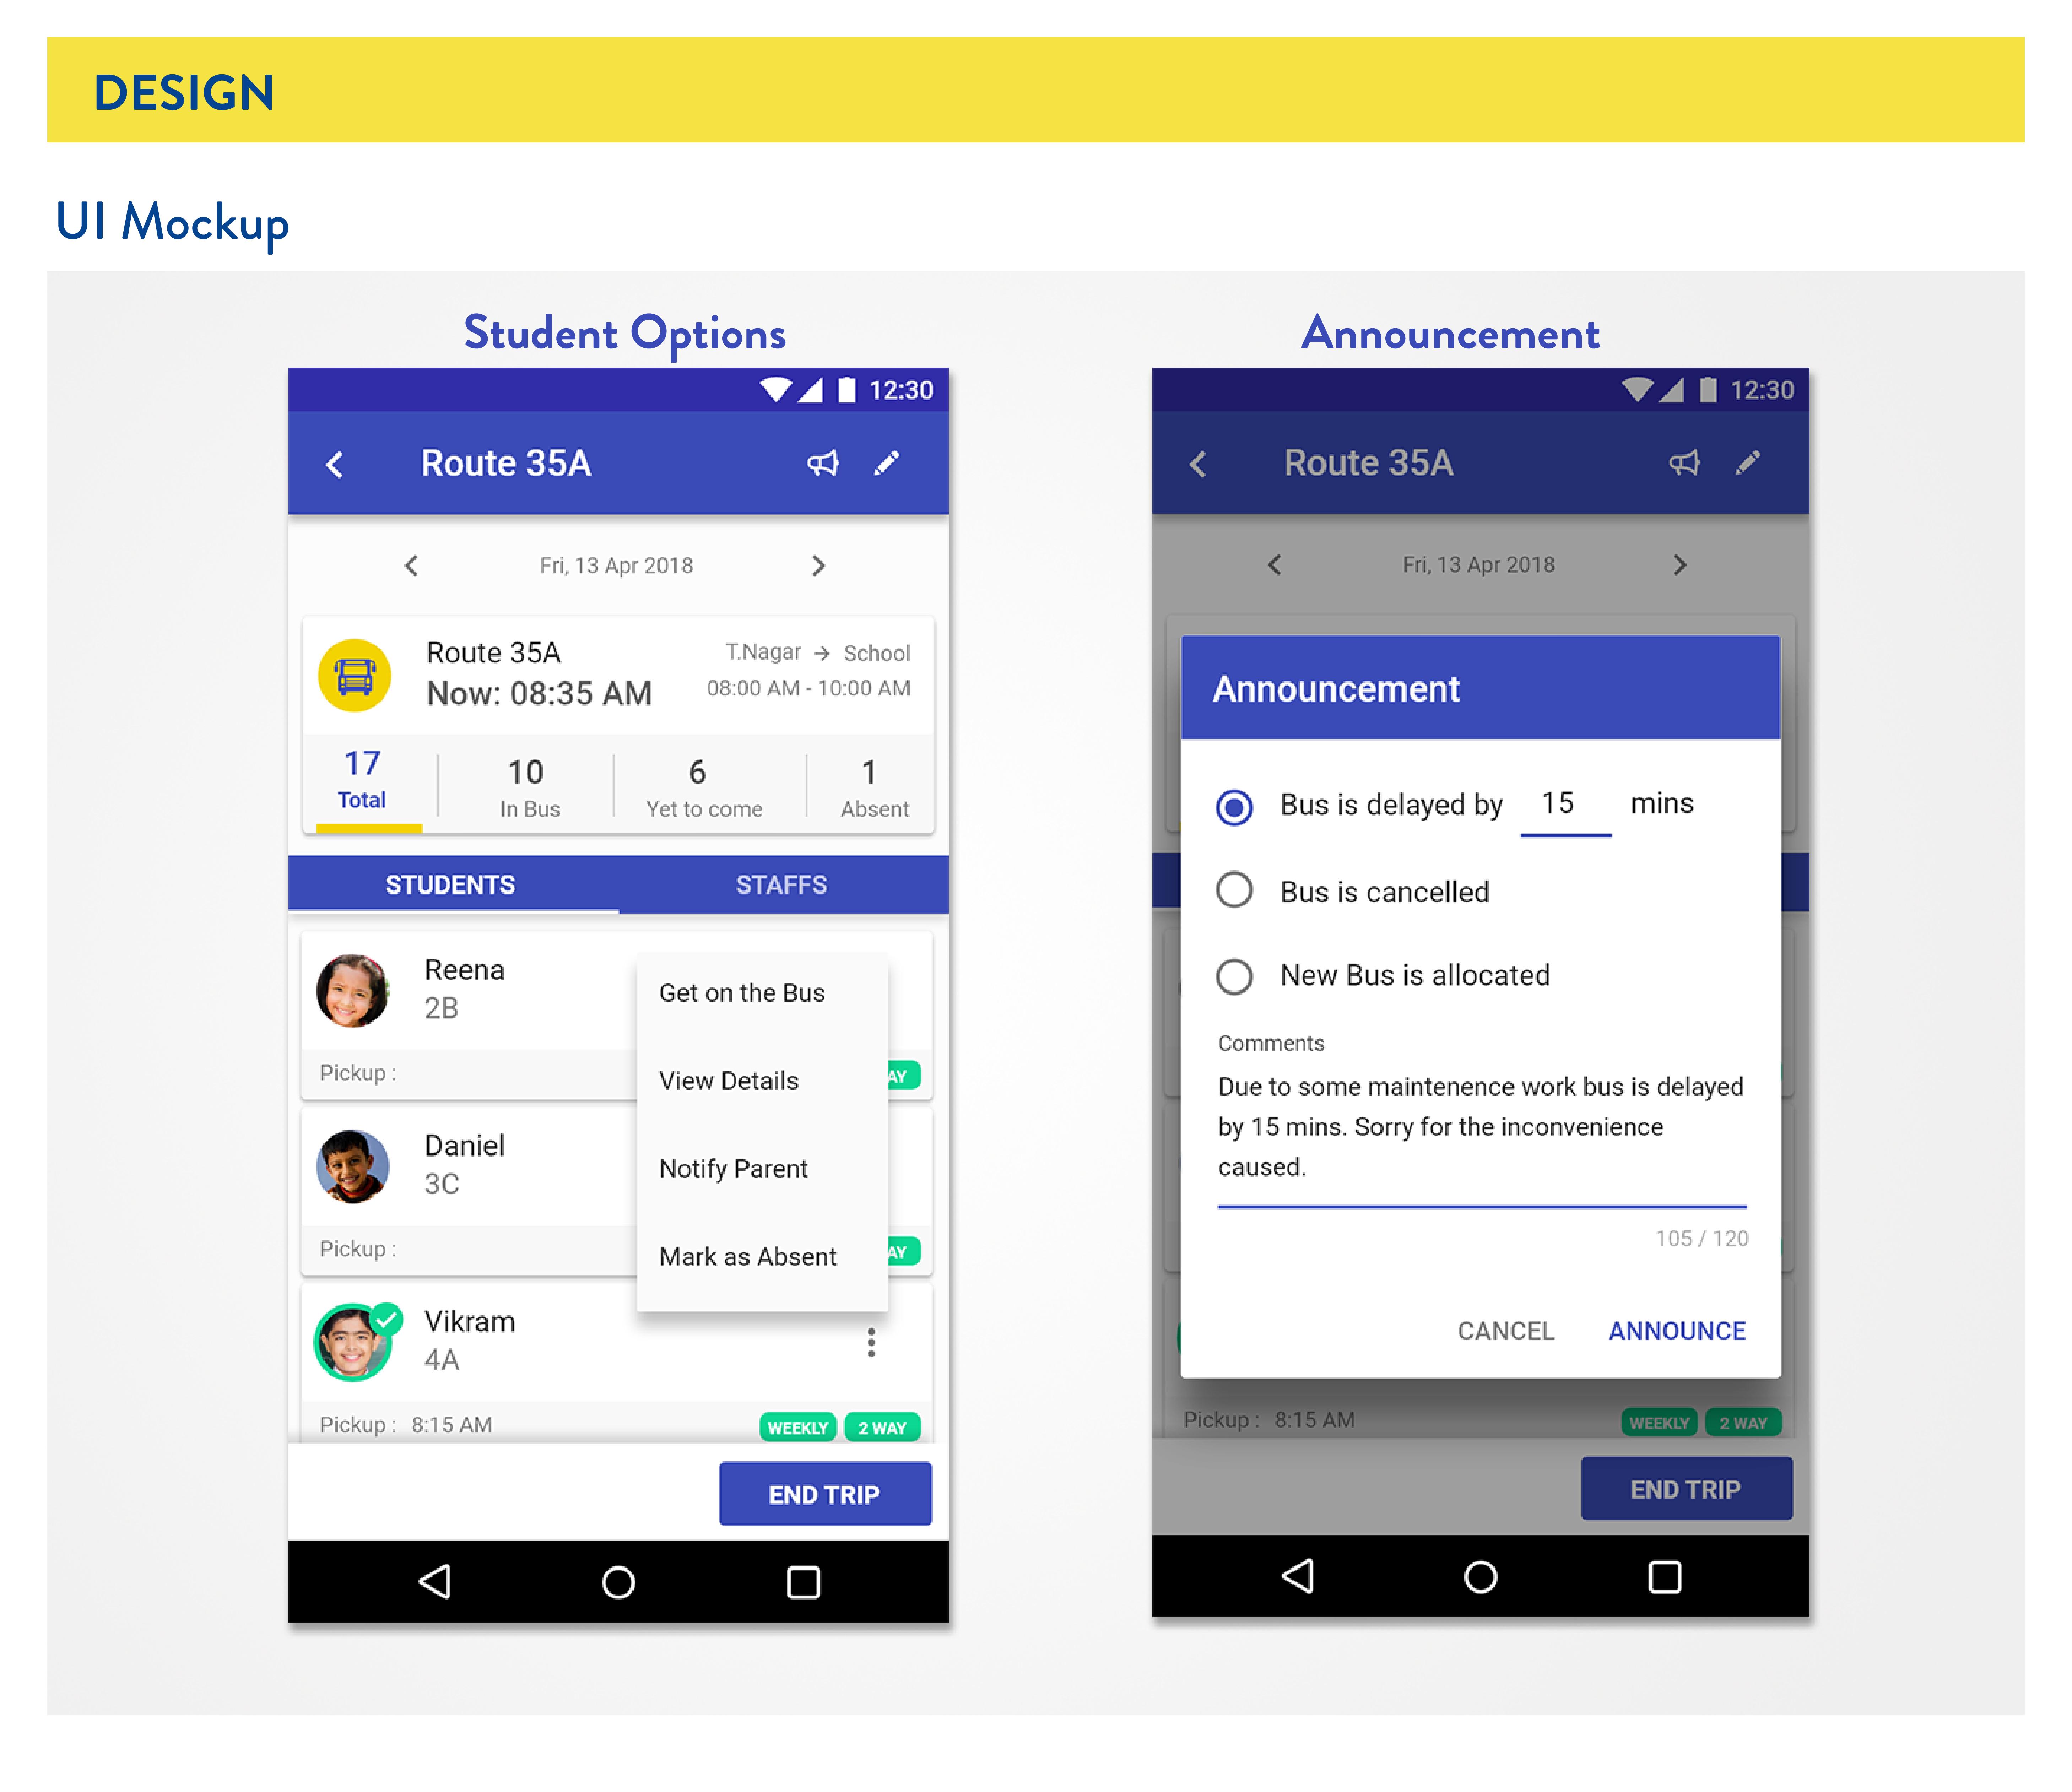 DESIGN
UI Mockup
Student Options
12:30
Route 35A
Fri, 13 Apr 2018
Route 35A
T.Nagar → School
Now: 08:35 AM
08:00 AM - 10:00 AM
17
10
6
1
Total
In Bus
Yet to come
Absent
STUDENTS
STAFFS
Reena
2B
Pickup :
AY
Daniel
3C
Pickup :
AY
Get on the Bus
View Details
Notify Parent
Mark as Absent
Vikram
4A
Pickup : 8:15 AM
WEEKLY
2 WAY
END TRIP
Announcement
12:30
Route 35A
Fri, 13 Apr 2018
Announcement
Bus is delayed by 15 mins
Bus is cancelled
New Bus is allocated
Comments
Due to some maintenence work bus is delayed
by 15 mins. Sorry for the inconvenience
caused.
105 / 120
CANCEL
ANNOUNCE
Pickup : 8:15 AM
WEEKLY
2 WAY
END TRIP